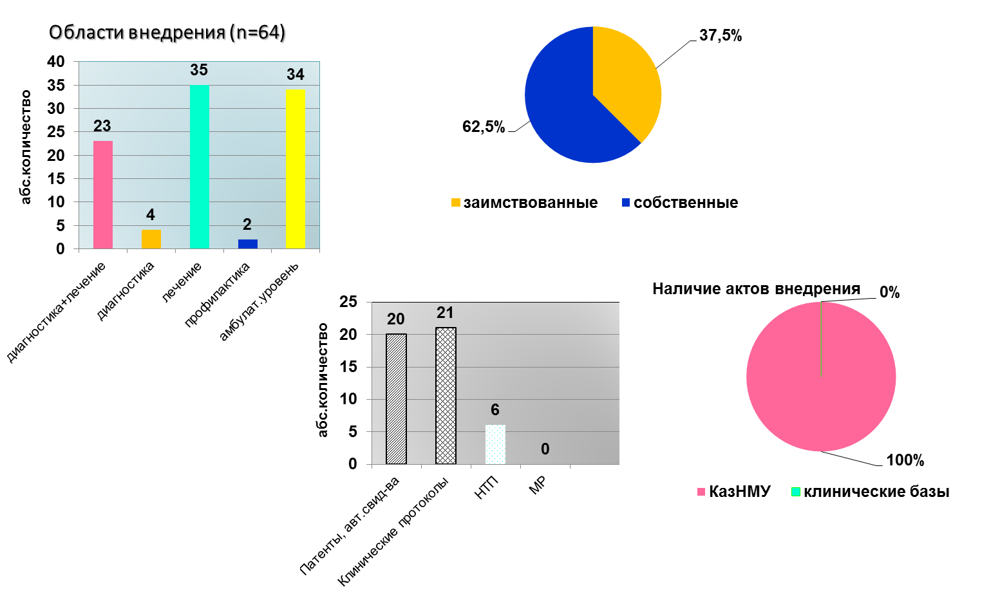 Области внедрения (n=64)
абс.количество
40
35
30
25
20
15
10
5
0
23
4
35
2
34
диагностика+лечение
диагностика
лечение
профилактика
амбулат.уровень
37,5%
62,5%
заимствованные
собственные
абс.количество
25
20
15
10
5
0
20
21
6
0
Патенты, авт.свид-ва
Клинические протоколы
НТП
МР
Наличие актов внедрения
0%
100%
КазНМУ
клинические базы